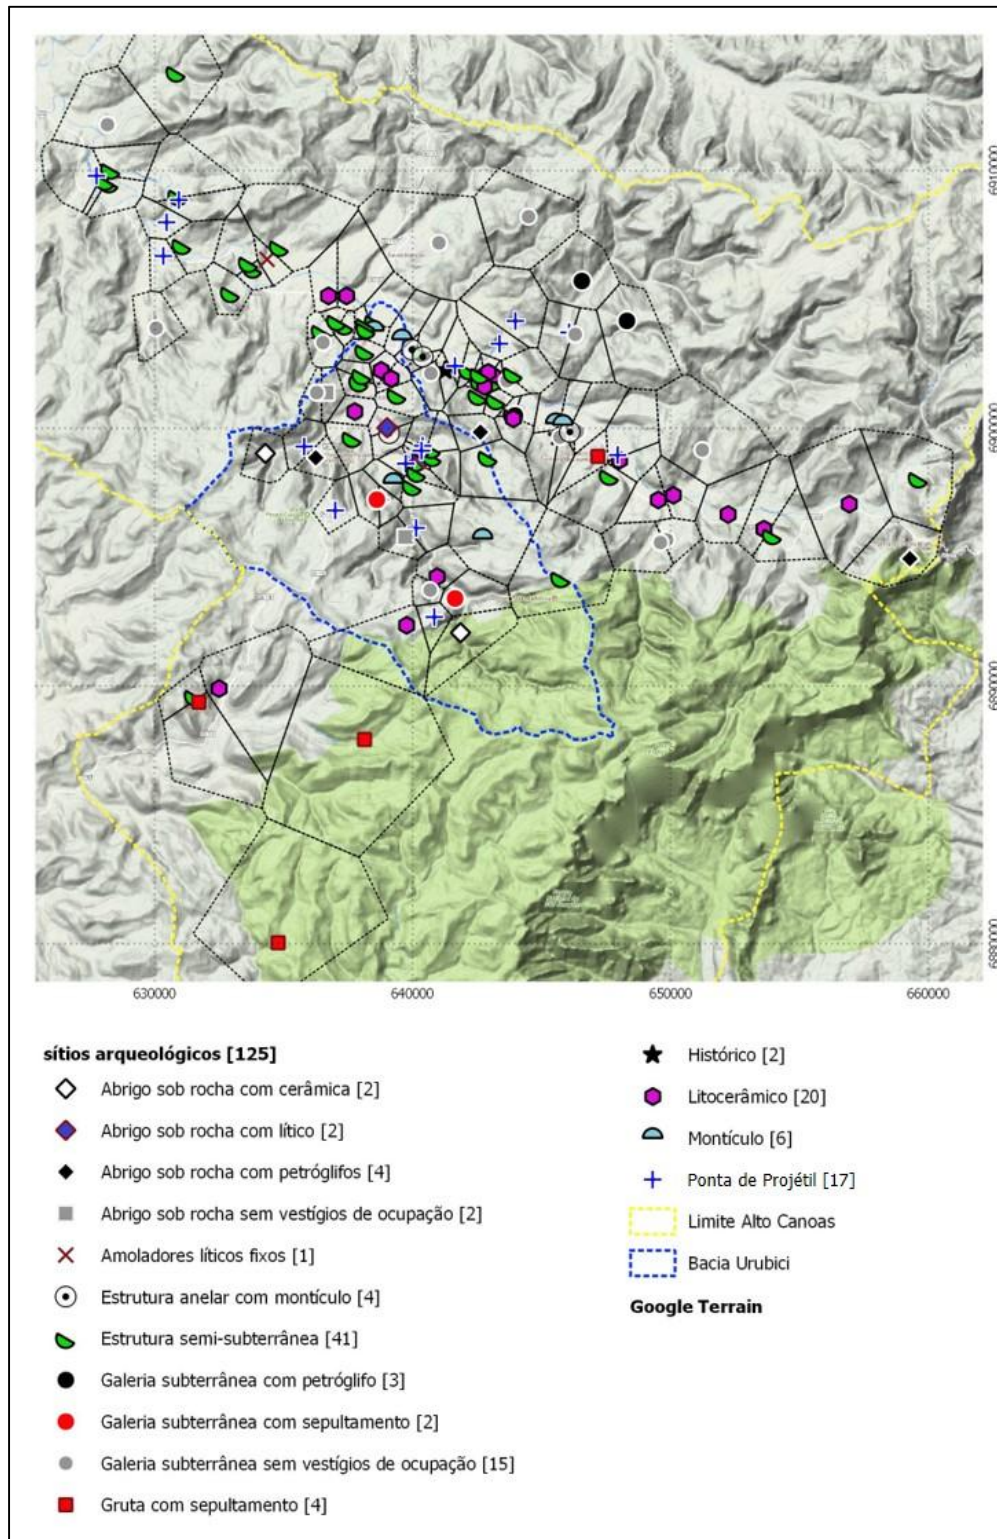 6910000
6900000
6890000
6880000
630000 640000 650000 660000
sítios arqueológicos [125]
Abrigo sob rocha com cerâmica [2]
Abrigo sob rocha com lítico [2]
Abrigo sob rocha com petróglifos [4]
Abrigo sob rocha sem vestígios de ocupação [2]
Amoladores líticos fixos [1]
Estrutura anelar com montículo [4]
Estrutura semi-subterrânea [41]
Galeria subterrânea com petróglifo [3]
Galeria subterrânea com sepultamento [2]
Galeria subterrânea sem vestígios de ocupação [15]
Gruta com sepultamento [4]
Histórico [2]
Litocerâmico [20]
Montículo [6]
Ponta de Projétil [17]
Limite Alto Canoas
Bacia Urubici
Google Terrain